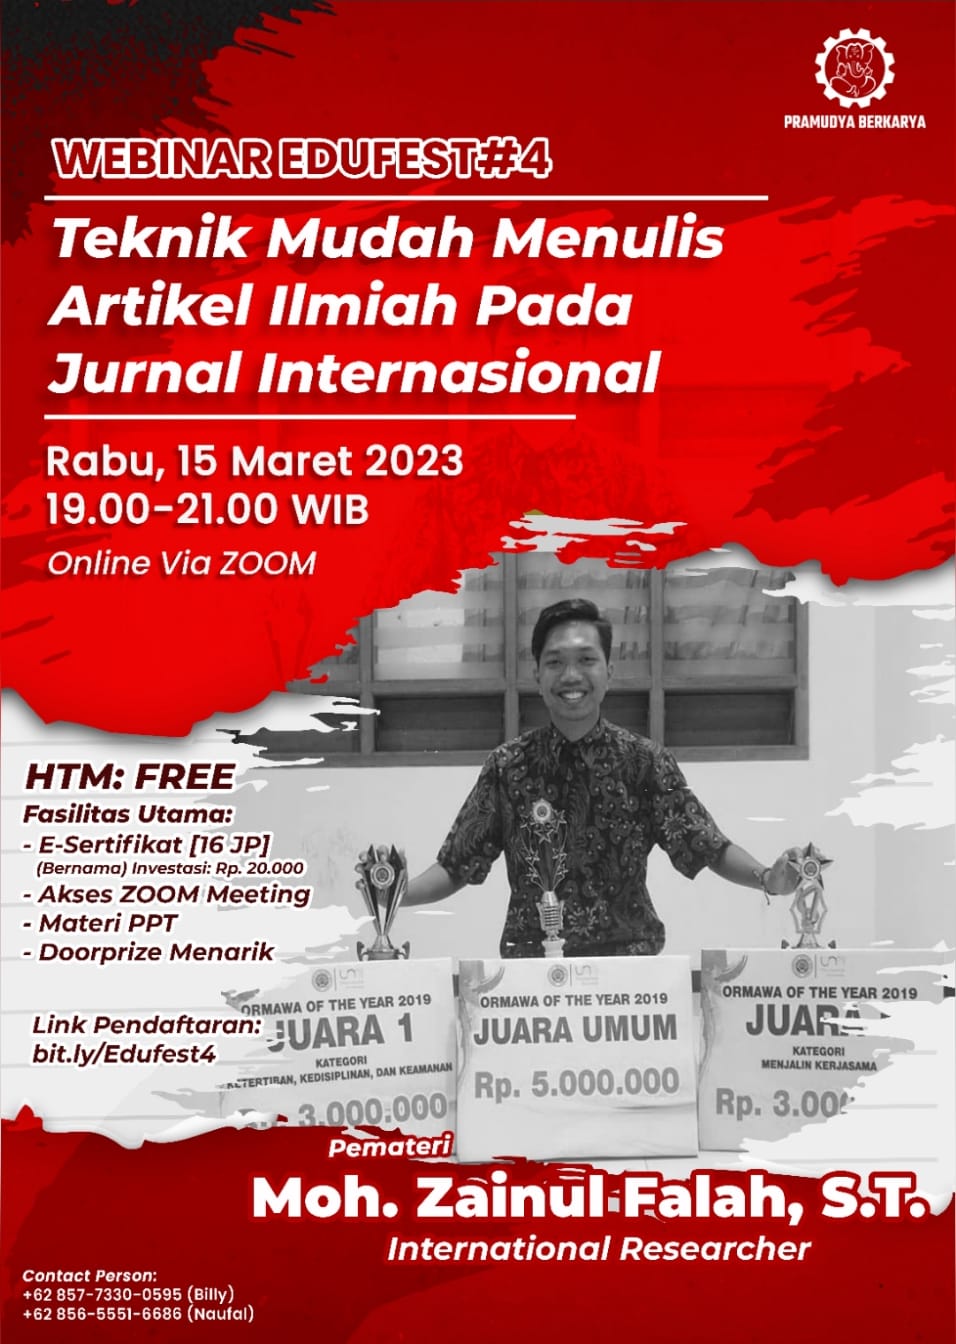 PRAMUDYA BERKARYA
WEBINAR EDUFEST#4
Teknik Mudah Menulis
Artikel Ilmiah Pada
Jurnal Internasional
Rabu, 15 Maret 2023
19.00-21.00 WIB
Online Via ZOOM
HTM: FREE
Fasilitas Utama:
- E-Sertifikat [16 JP]
(Bernama) Investasi: Rp. 20.000
- Akses ZOOM Meeting
- Materi PPT
- Doorprize Menarik
Link Pendaftaran:
bit.ly/Edufest4
ORMAWA OF THE YEAR 2019
JUARA 1
KATEGORI
KETERTIBAN, KEDISIPLINAN, DAN KEAMANAN
3.000.000
ORMAWA OF THE YEAR 2019
JUARA UMUM
Rp. 5.000.000
ORMAWA OF THE YEAR 2019
JUARA
KATEGORI
MENJALIN KERJASAMA
Rp. 3.00
Pemateri
Moh. Zainul Falah, S.T.
International Researcher
Contact Person:
+62 857-7330-0595 (Billy)
+62 856-5551-6686 (Naufal)